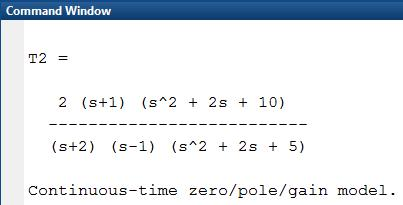 Command Window
T2 =
2 (s+1) (s^2 + 2s + 10)
--------------------------
(s+2) (s-1) (s^2 + 2s + 5)
Continuous-time zero/pole/gain model.